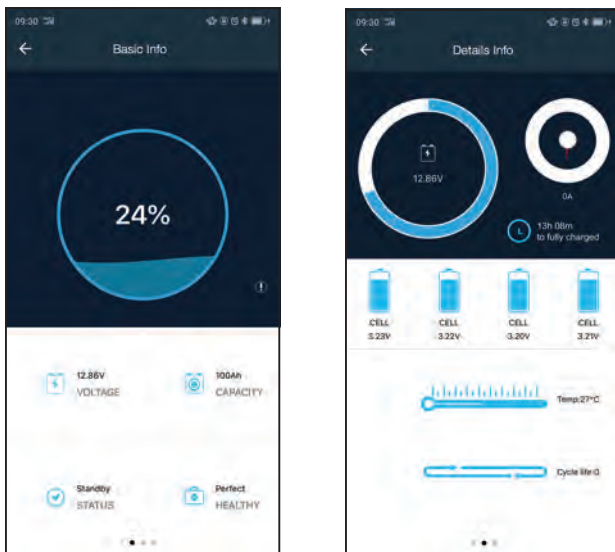 09:30
Basic Info
24%
12.86V
VOLTAGE
100Ah
CAPACITY
Standby
STATUS
Perfect
HEALTHY
09:30
Details Info
12.86V
0A
L
13h 08m
to fully charged
CELL
3.23V
CELL
3.22V
CELL
3.20V
CELL
3.21V
Temp:27°C
Cycle life:0